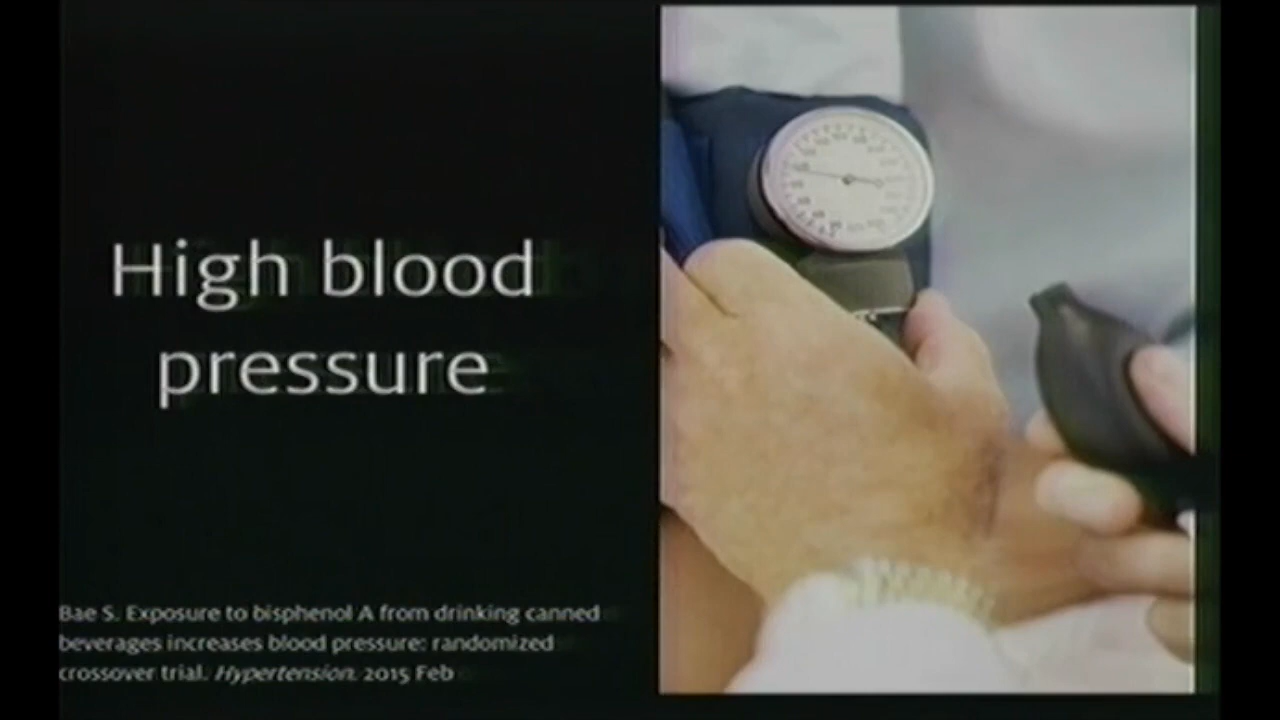 High blood
pressure
Bae S. Exposure to bisphenol A from drinking canned
beverages increases blood pressure: randomized
crossover trial. Hypertension. 2015 Feb